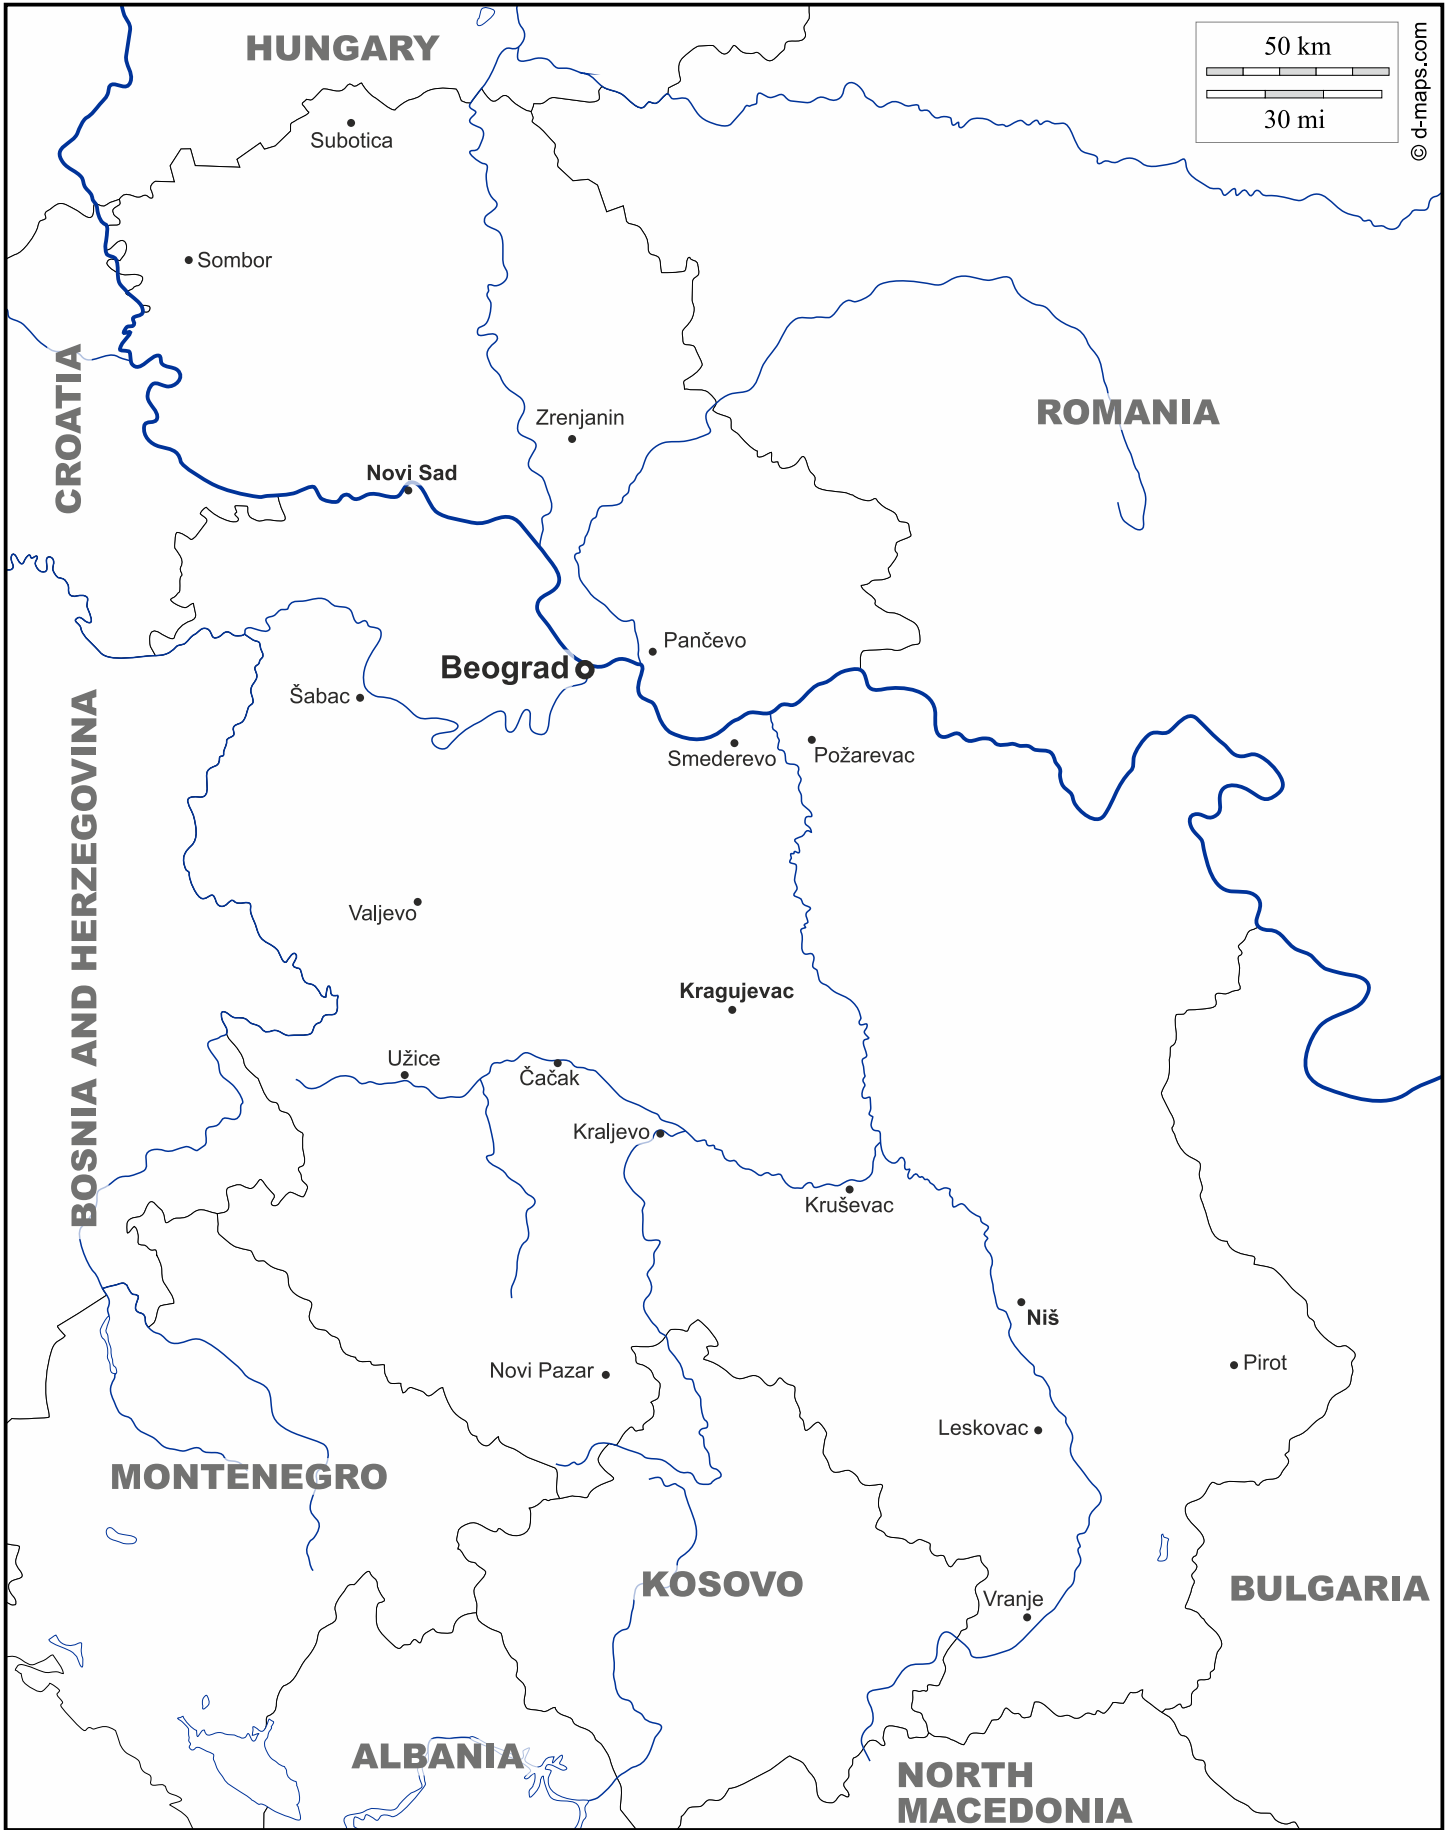 HUNGARY
50 km
30 mi
© d-maps.com
Subotica
Sombor
CROATIA
ROMANIA
Zrenjanin
Novi Sad
Pančevo
Beograd
Šabac
Smederevo
Požarevac
BOSNIA AND HERZEGOVINA
Valjevo
Kragujevac
Užice
Čačak
Kraljevo
Kruševac
Niš
Novi Pazar
Pirot
Leskovac
MONTENEGRO
KOSOVO
BULGARIA
Vranje
ALBANIA
NORTH
MACEDONIA